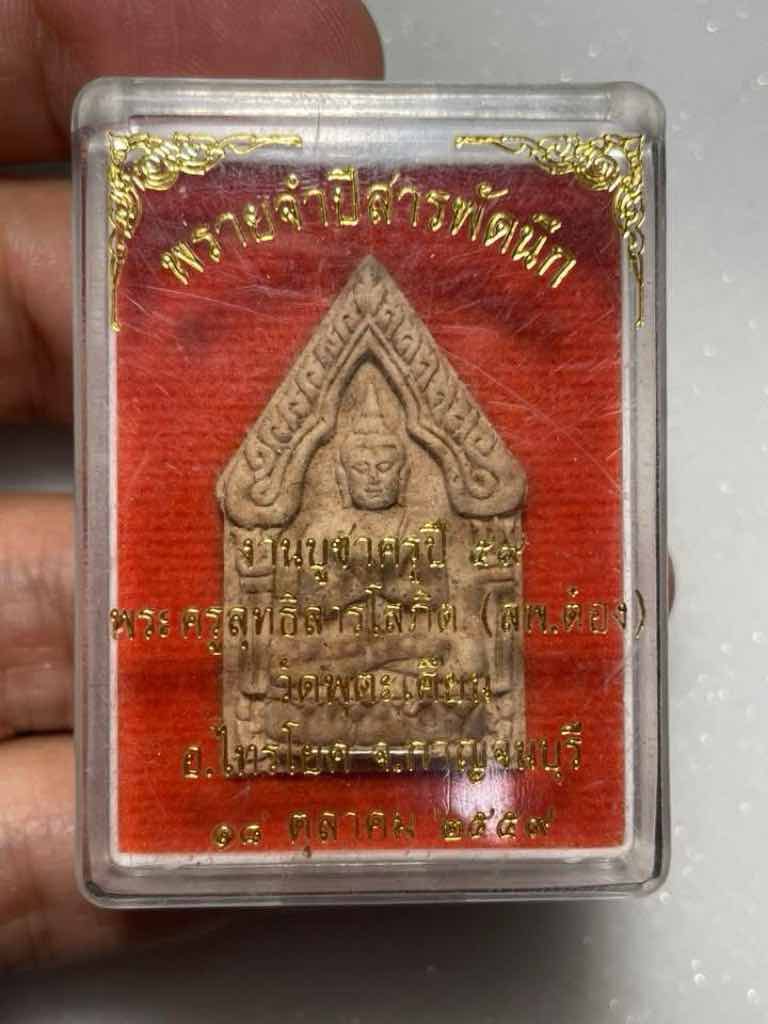 พรายจำปีสารพัดนึก
งานบูชาครูปี ๕๙
พระครูสุทธิสารโสภิต (ลพ.ต๋อง)
วัดพุตะเคียน
อ.ไทรโยค จ.กาญจนบุรี
๑๘ ตุลาคม ๒๕๕๙